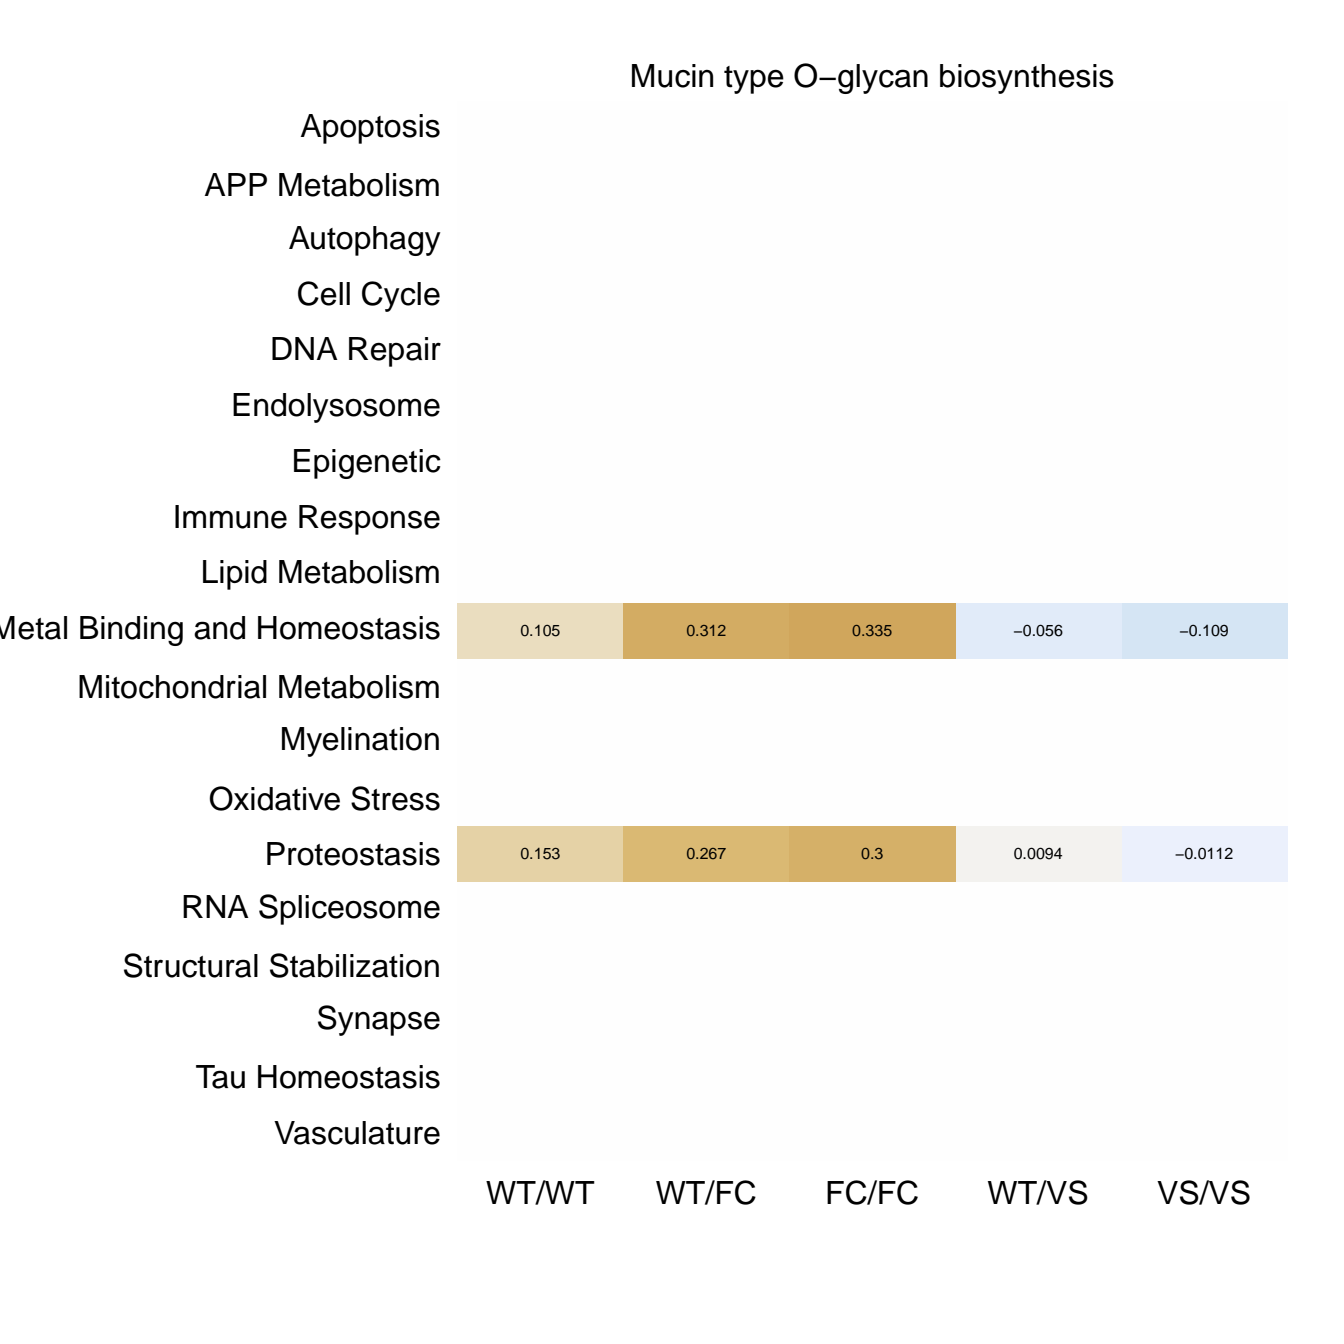 Mucin type O−glycan biosynthesis
Apoptosis
APP Metabolism
Autophagy
Cell Cycle
DNA Repair
Endolysosome
Epigenetic
Immune Response
Lipid Metabolism
Metal Binding and Homeostasis 0.105 0.312 0.335 −0.056 −0.109
Mitochondrial Metabolism
Myelination
Oxidative Stress
Proteostasis 0.153 0.267 0.3 0.0094 −0.0112
RNA Spliceosome
Structural Stabilization
Synapse
Tau Homeostasis
Vasculature
WT/WT WT/FC FC/FC WT/VS VS/VS